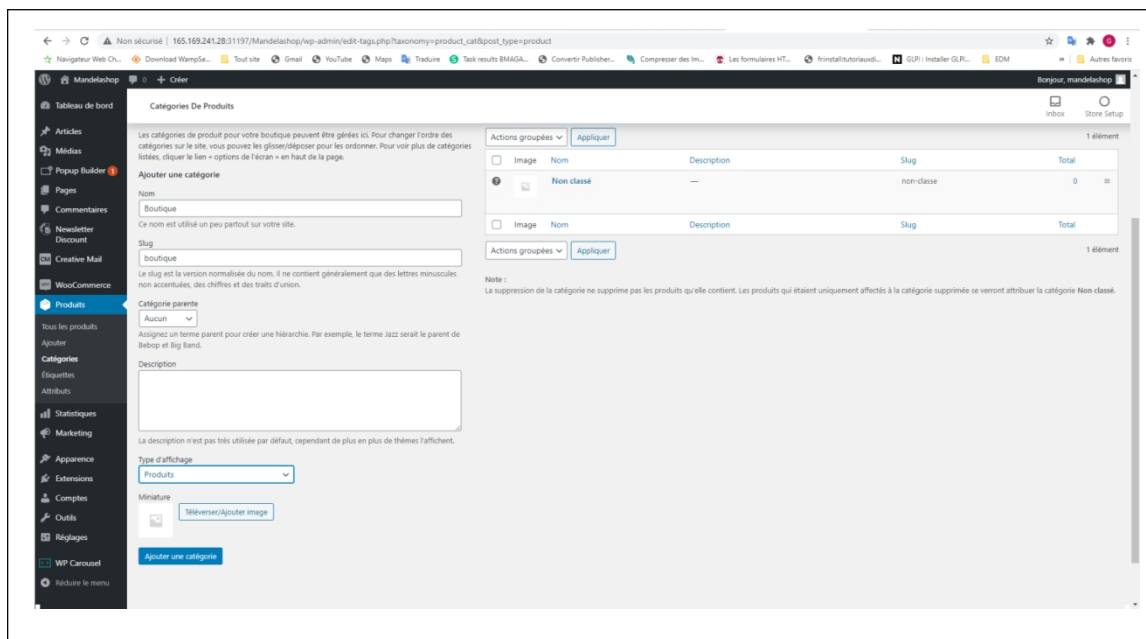 Non sécurisé | 165.169.241.28:31197/Mandelashop/wp-admin/edit-tags.php?taxonomy=product_cat&post_type=product
G
Navigateur Web Ch... Download WampSe... Tout site Gmail YouTube Maps Traduire Task results BMAGA... Convertir Publisher... Compresser des Im... Les formulaires HT... frinstalltutoriauxdi... GLPI : Installer GLPI... EDM » Autres favoris
Mandelashop 0 + Créer Bonjour, mandelashop
Tableau de bord
Articles
Médias
Popup Builder 1
Pages
Commentaires
Newsletter
Discount
Creative Mail
WooCommerce
Produits
Tous les produits
Ajouter
Catégories
Étiquettes
Attributs
Statistiques
Marketing
Apparence
Extensions
Comptes
Outils
Réglages
WP Carousel
Réduire le menu
Catégories De Produits
Inbox Store Setup
Les catégories de produit pour votre boutique peuvent être gérées ici. Pour changer l'ordre des
catégories sur le site, vous pouvez les glisser/déposer pour les ordonner. Pour voir plus de catégories
listées, cliquer le lien « options de l'écran » en haut de la page.
Ajouter une catégorie
Nom
Boutique
Ce nom est utilisé un peu partout sur votre site.
Slug
boutique
Le slug est la version normalisée du nom. Il ne contient généralement que des lettres minuscules
non accentuées, des chiffres et des traits d'union.
Catégorie parente
Aucun
Assignez un terme parent pour créer une hiérarchie. Par exemple, le terme Jazz serait le parent de
Bebop et Big Band.
Description
La description n'est pas très utilisée par défaut, cependant de plus en plus de thèmes l'affichent.
Type d'affichage
Produits
Miniature
Téléverser/Ajouter image
Ajouter une catégorie
Actions groupées Appliquer 1 élément
Image Nom Description Slug Total
Non classé — non-classe 0
Image Nom Description Slug Total
Actions groupées Appliquer 1 élément
Note :
La suppression de la catégorie ne supprime pas les produits qu'elle contient. Les produits qui étaient uniquement affectés à la catégorie supprimée se verront attribuer la catégorie Non classé.